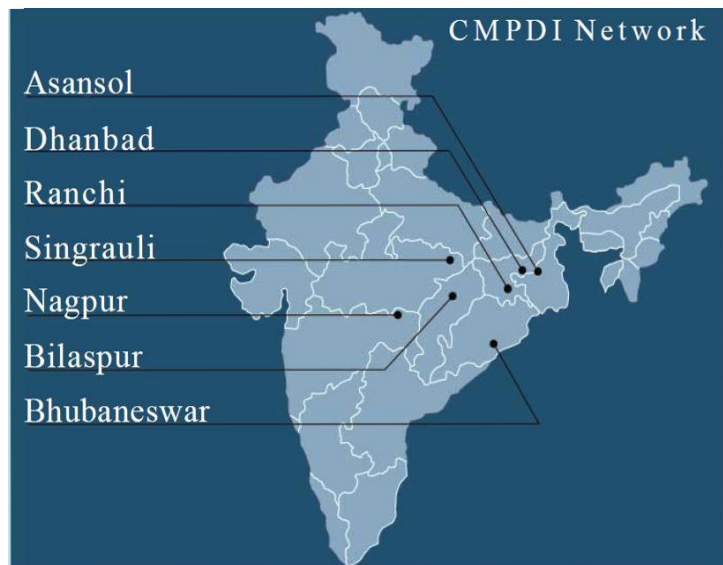 CMPDI Network
Asansol
Dhanbad
Ranchi
Singrauli
Nagpur
Bilaspur
Bhubaneswar